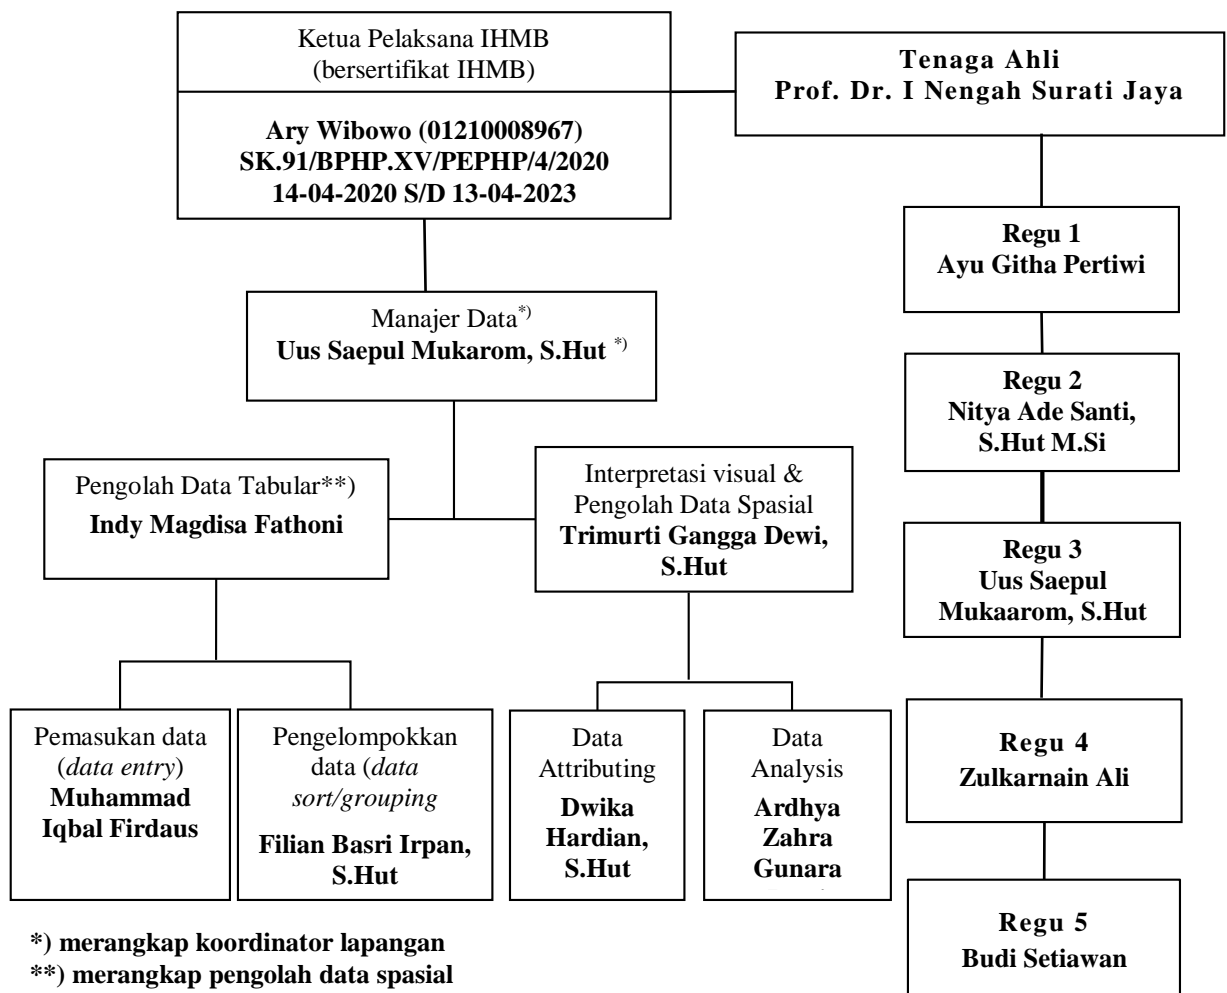 Ketua Pelaksana IHMB
(bersertifikat IHMB)
Ary Wibowo (01210008967)
SK.91/BPHP.XV/PEPHP/4/2020
14-04-2020 S/D 13-04-2023
Tenaga Ahli
Prof. Dr. I Nengah Surati Jaya
Manajer Data*)
Uus Saepul Mukarom, S.Hut *)
Pengolah Data Tabular**)
Indy Magdisa Fathoni
Interpretasi visual &
Pengolah Data Spasial
Trimurti Gangga Dewi,
S.Hut
Pemasukan data
(data entry)
Muhammad
Iqbal Firdaus
Pengelompokkan
data (data
sort/grouping
Filian Basri Irpan,
S.Hut
Data
Attributing
Dwika
Hardian,
S.Hut
Data
Analysis
Ardhya
Zahra
Gunara
Regu 1
Ayu Githa Pertiwi
Regu 2
Nitya Ade Santi,
S.Hut M.Si
Regu 3
Uus Saepul
Mukaarom, S.Hut
Regu 4
Zulkarnain Ali
Regu 5
Budi Setiawan
*) merangkap koordinator lapangan
**) merangkap pengolah data spasial